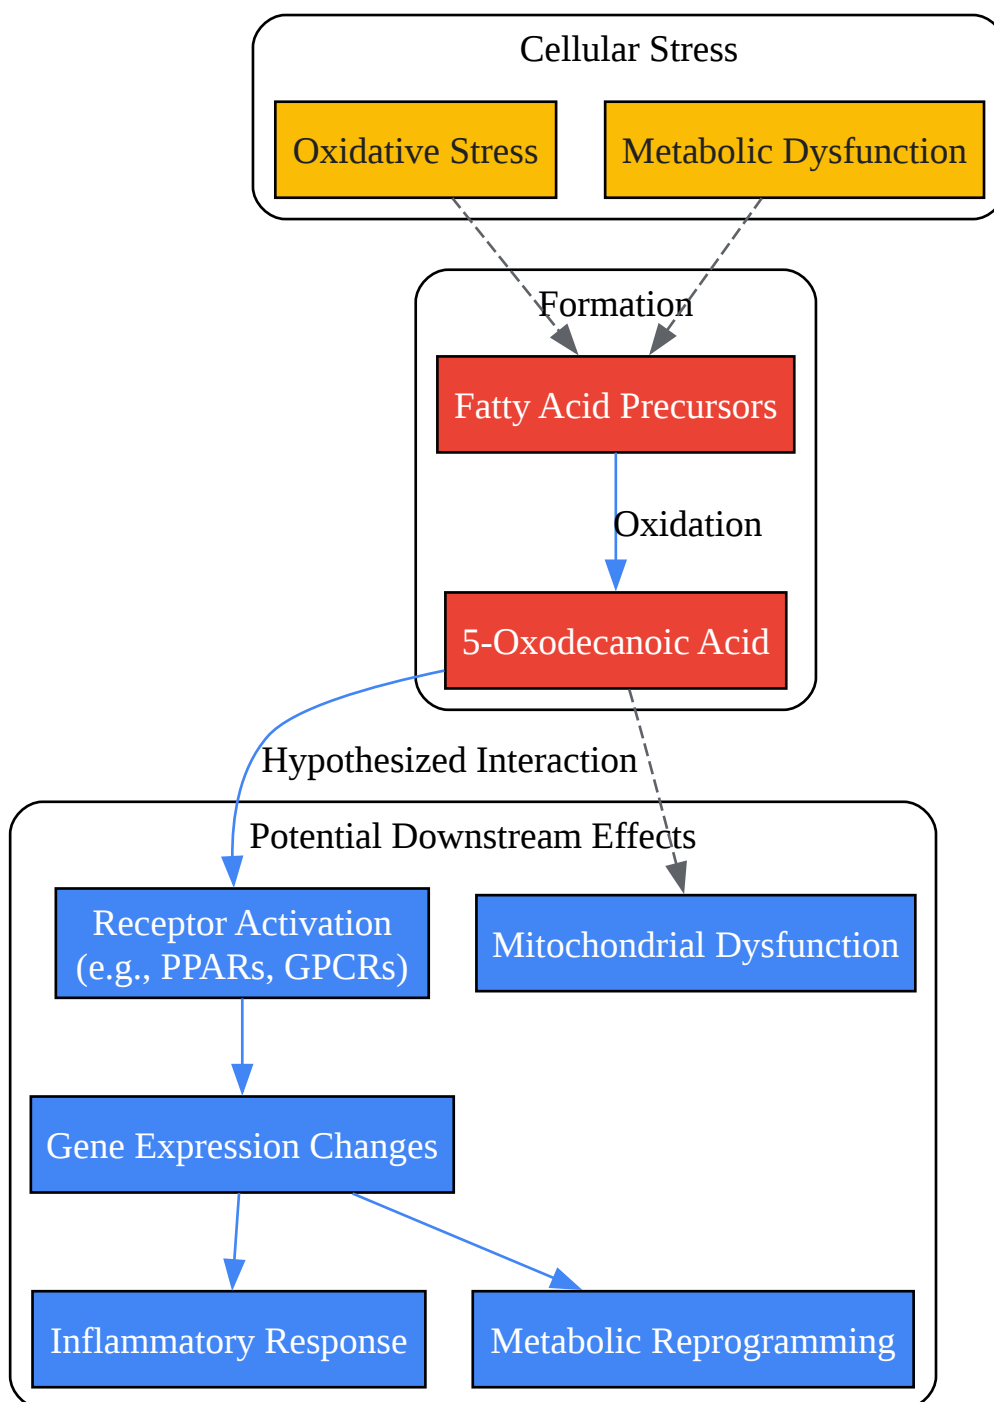 Cellular Stress
Oxidative Stress
Metabolic Dysfunction
Formation
Fatty Acid Precursors
Oxidation
5-Oxodecanoic Acid
Hypothesized Interaction
Potential Downstream Effects
Receptor Activation
(e.g., PPARs, GPCRs)
Mitochondrial Dysfunction
Gene Expression Changes
Inflammatory Response
Metabolic Reprogramming